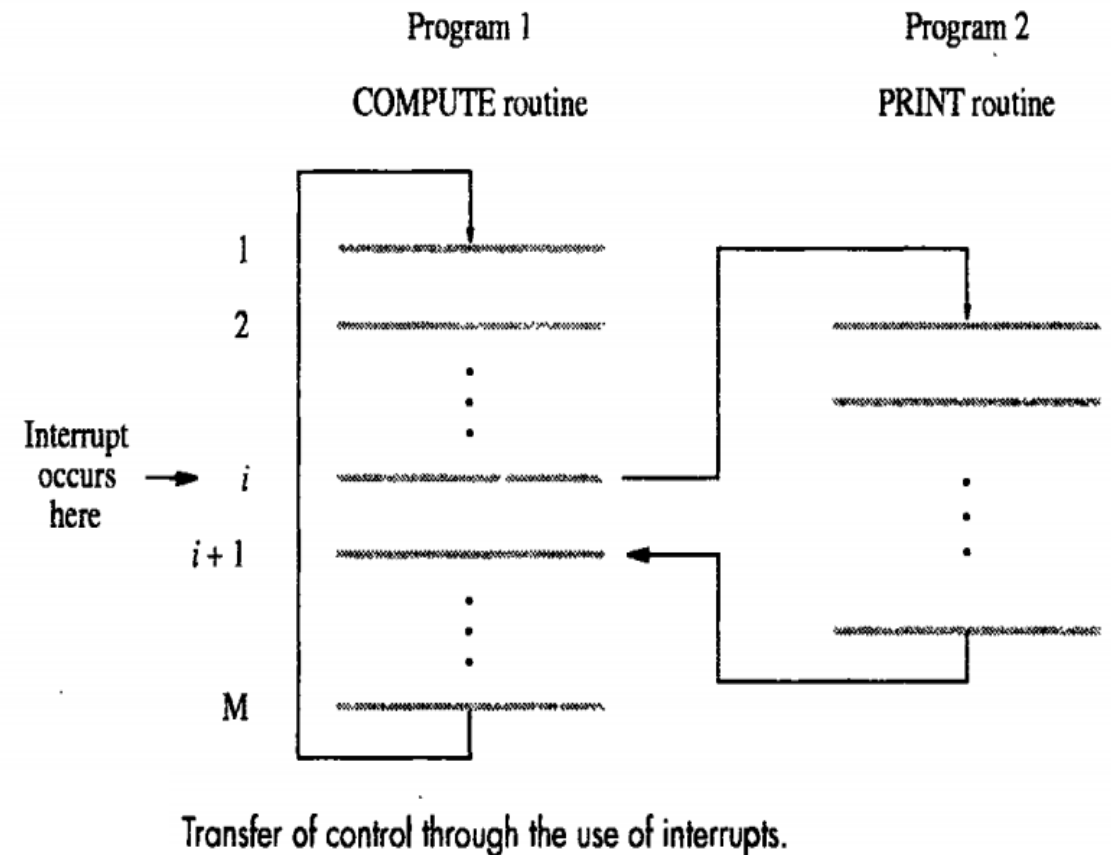 Program 1
Program 2
COMPUTE routine
PRINT routine
1
2
Interrupt
occurs
here
i
i + 1
M
Transfer of control through the use of interrupts.